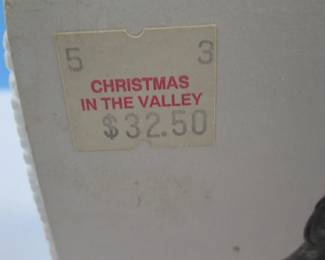 5 3
CHRISTMAS
IN THE VALLEY
$32.50